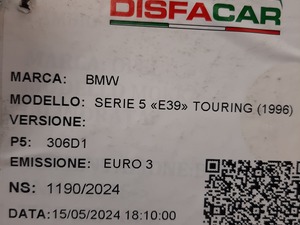 DISFACAR
MARCA: BMW
MODELLO: SERIE 5 «E39» TOURING (1996)
VERSIONE:
P5: 306D1
EMISSIONE: EURO 3
NS: 1190/2024
DATA:15/05/2024 18:10:00